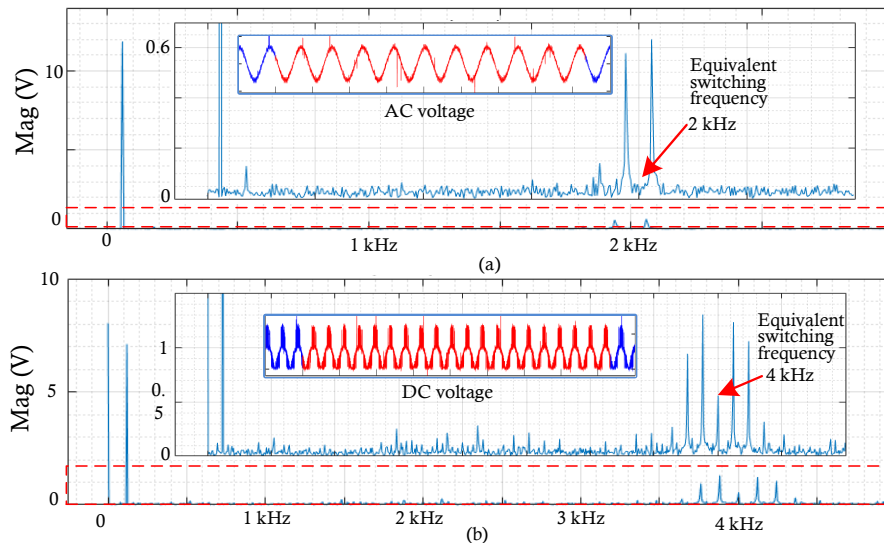 0.6
10
Mag (V)
Equivalent
switching
frequency
2 kHz
AC voltage
0
0
0
1 kHz
2 kHz
(a)
10
Mag (V)
1
Equivalent
switching
frequency
4 kHz
DC voltage
0.
5
5
0
0
0
1 kHz
2 kHz
3 kHz
4 kHz
(b)